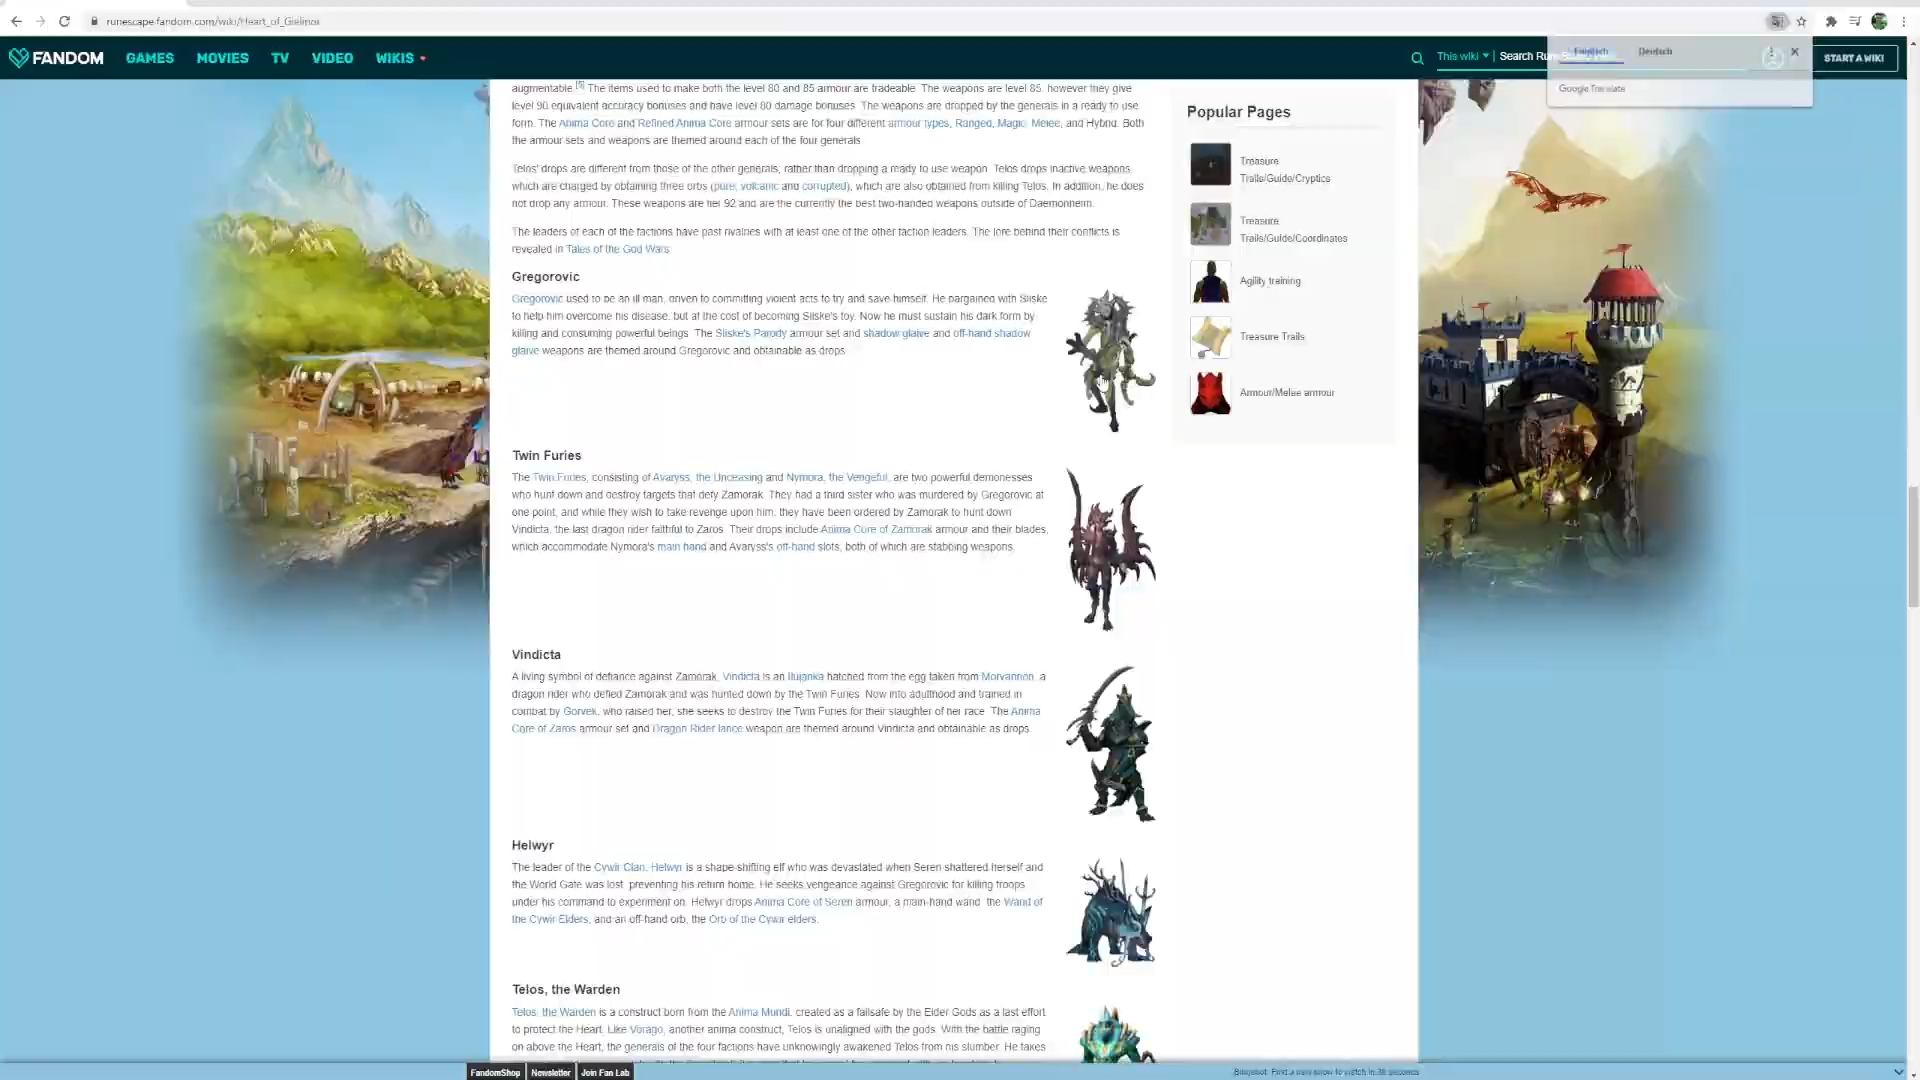 runescape.fandom.com/wiki/Heart_of_Gielinor
FANDOM
GAMES
MOVIES
TV
VIDEO
WIKIS
This wiki
Search
Deutsch
Google Translate
START A WIKI
augmentable.[5] The items used to make both the level 80 and 85 armour are tradeable. The weapons are level 85, however they give
level 90 equivalent accuracy bonuses and have level 80 damage bonuses. The weapons are dropped by the generals in a ready to use
form. The Anima Core and Refined Anima Core armour sets are for four different armour types, Ranged, Magic, Melee, and Hybrid. Both
the armour sets and weapons are themed around each of the four generals.
Telos' drops are different from those of the other generals; rather than dropping a ready to use weapon, Telos drops inactive weapons,
which are charged by obtaining three orbs (pure, volcanic and corrupted), which are also obtained from killing Telos. In addition, he does
not drop any armour. These weapons are tier 92 and are the currently the best two-handed weapons outside of Daemonheim.
The leaders of each of the factions have past rivalries with at least one of the other faction leaders. The lore behind their conflicts is
revealed in Tales of the God Wars.
Gregorovic
Gregorovic used to be an ill man, driven to committing violent acts to try and save himself. He bargained with Sliske
to help him overcome his disease, but at the cost of becoming Sliske's toy. Now he must sustain his dark form by
killing and consuming powerful beings. The Sliske's Parody armour set and shadow glaive and off-hand shadow
glaive weapons are themed around Gregorovic and obtainable as drops.
Twin Furies
The Twin Furies, consisting of Avaryss, the Unceasing and Nymora, the Vengeful, are two powerful demonesses
who hunt down and destroy targets that defy Zamorak. They had a third sister who was murdered by Gregorovic at
one point, and while they wish to take revenge upon him, they have been ordered by Zamorak to hunt down
Vindicta, the last dragon rider faithful to Zaros. Their drops include Anima Core of Zamorak armour and their blades,
which accommodate Nymora's main hand and Avaryss's off-hand slots, both of which are stabbing weapons.
Vindicta
A living symbol of defiance against Zamorak, Vindicta is an Ilujanka hatched from the egg taken from Morvannon, a
dragon rider who defied Zamorak and was hunted down by the Twin Furies. Now into adulthood and trained in
combat by Gorvek, who raised her, she seeks to destroy the Twin Furies for their slaughter of her race. The Anima
Core of Zaros armour set and Dragon Rider lance weapon are themed around Vindicta and obtainable as drops.
Helwyr
The leader of the Cywir Clan, Helwyr is a shape-shifting elf who was devastated when Seren shattered herself and
the World Gate was lost, preventing his return home. He seeks vengeance against Gregorovic for killing troops
under his command to experiment on. Helwyr drops Anima Core of Seren armour, a main-hand wand, the Wand of
the Cywir Elders, and an off-hand orb, the Orb of the Cywir elders.
Telos, the Warden
Telos, the Warden is a construct born from the Anima Mundi, created as a failsafe by the Elder Gods as a last effort
to protect the Heart. Like Vorago, another anima construct, Telos is unaligned with the gods. With the battle raging
on above the Heart, the generals of the four factions have unknowingly awakened Telos from his slumber. He takes
Popular Pages
Treasure
Trails/Guide/Cryptics
Treasure
Trails/Guide/Coordinates
Agility training
Treasure Trails
Armour/Melee armour
FandomShop
Newsletter
Join Fan Lab
Bingebot: Find a new show to watch in 38 seconds